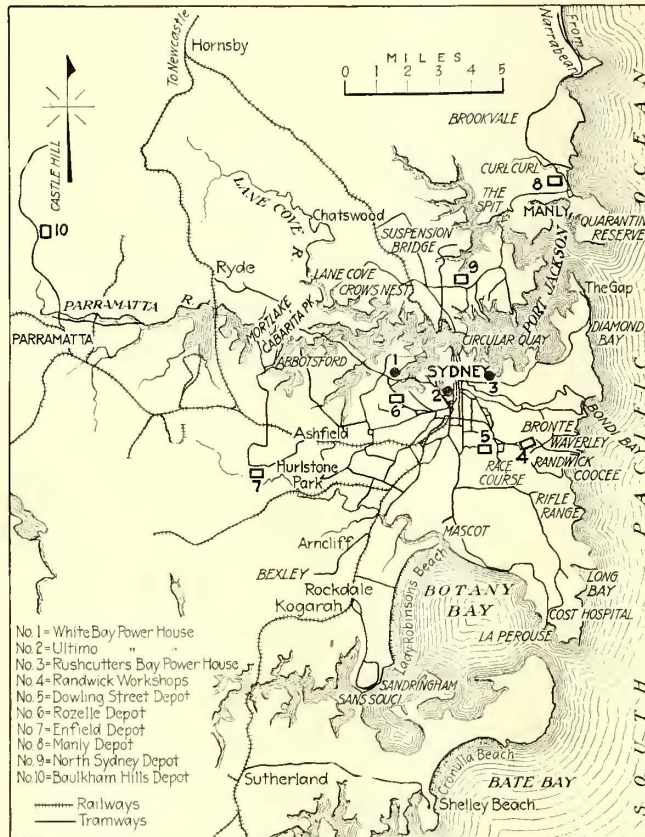 To Newcastle
Hornsby
MILES
0 1 2 3 4 5
From
Narrabeen
BROOKVALE
CURL CURL
8
THE
SPIT
MANLY
QUARANTINE
RESERVE
CASTLE HILL
10
LANE COVE R.
Chatswood
SUSPENSION
BRIDGE
9
PORT JACKSON
The Gap
Ryde
LANE COVE
CROWS NEST
PARRAMATTA R.
PARRAMATTA
MORTLAKE
CABARITA PK.
ABBOTSFORD
CIRCULAR QUAY
DIAMOND
BAY
1
SYDNEY
2
3
6
BONDI BAY
Ashfield
BRONTE
WAVERLEY
5
4
RANDWICK
COOCEE
RACE
COURSE
7
Hurlstone
Park
RIFLE
RANGE
Arncliff
MASCOT
BEXLEY
Rockdale
Kogarah
Lady Robinsons Beach
BOTANY
BAY
LONG
BAY
COST HOSPITAL
LA PEROUSE
SANDRINGHAM
SANS SOUCI
SOUTH PACIFIC OCEAN
No. 1 = White Bay Power House
No. 2 = Ultimo " "
No. 3 = Rushcutters Bay Power House
No. 4 = Randwick Workshops
No. 5 = Dowling Street Depot
No. 6 = Rozelle Depot
No. 7 = Enfield Depot
No. 8 = Manly Depot
No. 9 = North Sydney Depot
No. 10 = Baulkham Hills Depot
Railways
Tramways
Sutherland
Cronulla Beach
BATE BAY
Shelley Beach